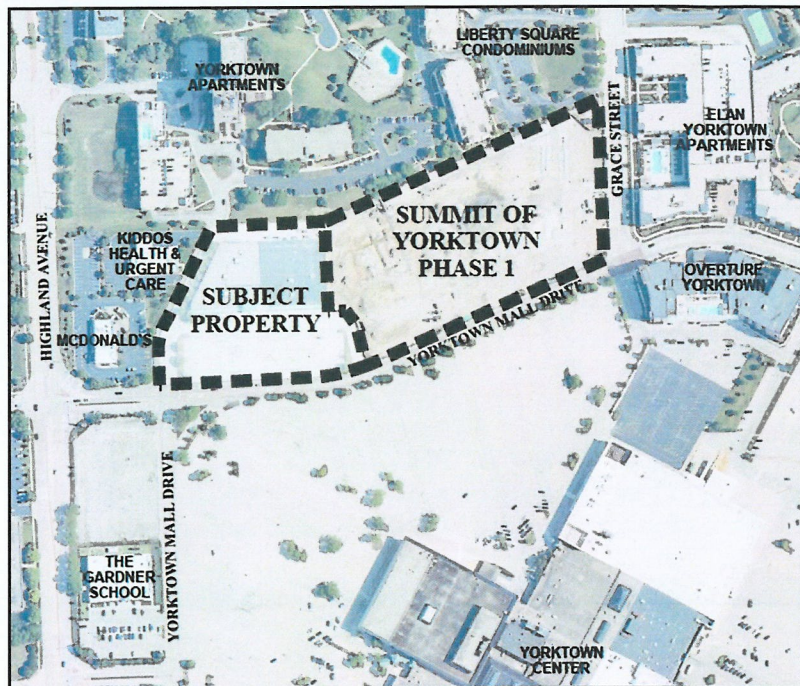 LIBERTY SQUARE
CONDOMINIUMS
YORKTOWN
APARTMENTS
GRACE STREET
ELAN
YORKTOWN
APARTMENTS
HIGHLAND AVENUE
KIDDOS
HEALTH &
URGENT
CARE
SUMMIT OF
YORKTOWN
PHASE 1
OVERTURE
YORKTOWN
SUBJECT
PROPERTY
MCDONALD'S
YORKTOWN MALL DRIVE
YORKTOWN MALL DRIVE
THE
GARDNER
SCHOOL
YORKTOWN
CENTER